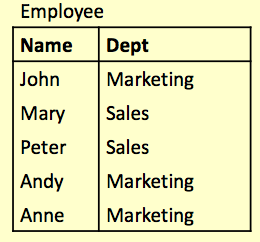 Employee
Name Dept
John Marketing
Mary Sales
Peter Sales
Andy Marketing
Anne Marketing